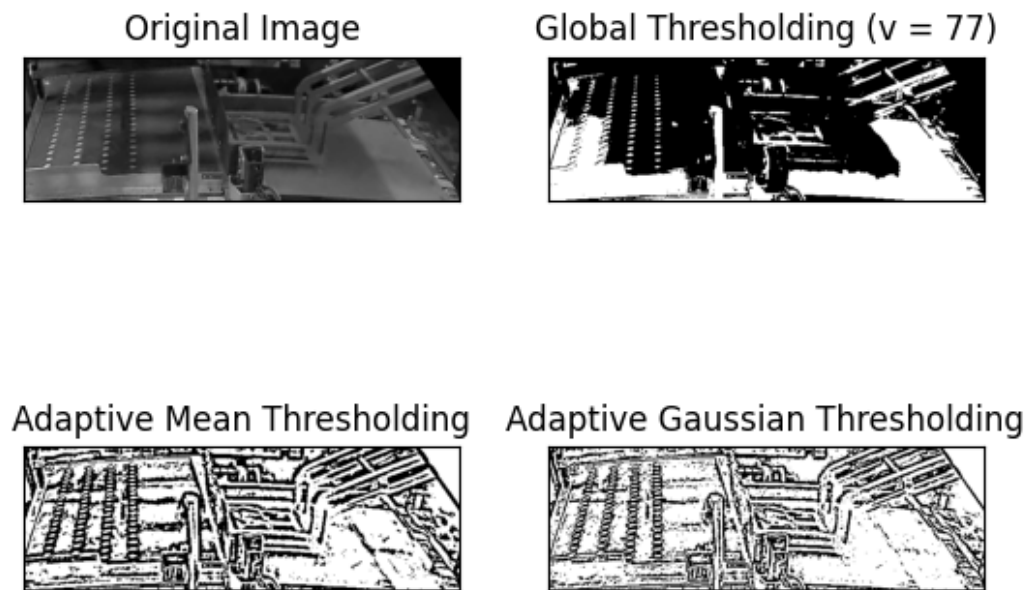 Original Image
Global Thresholding (v = 77)
Adaptive Mean Thresholding
Adaptive Gaussian Thresholding